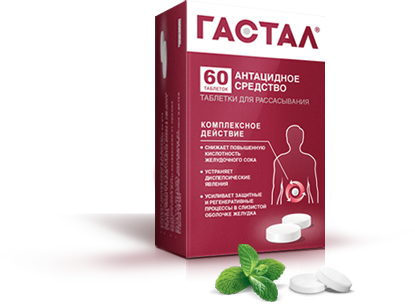 ГАСТАЛ®
60
ТАБЛЕТОК
АНТАЦИДНОЕ
СРЕДСТВО
ТАБЛЕТКИ ДЛЯ РАССАСЫВАНИЯ
КОМПЛЕКСНОЕ
ДЕЙСТВИЕ
• СНИЖАЕТ ПОВЫШЕННУЮ
КИСЛОТНОСТЬ
ЖЕЛУДОЧНОГО СОКА
• УСТРАНЯЕТ
ДИСПЕПСИЧЕСКИЕ
ЯВЛЕНИЯ
• УСИЛИВАЕТ ЗАЩИТНЫЕ
И РЕГЕНЕРАТИВНЫЕ
ПРОЦЕССЫ В СЛИЗИСТОЙ
ОБОЛОЧКЕ ЖЕЛУДКА